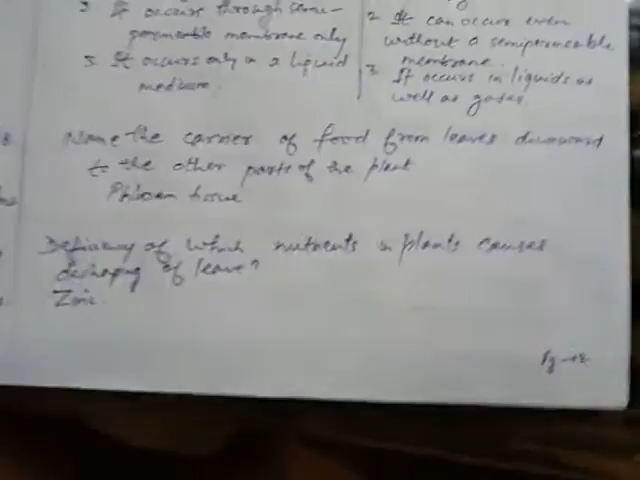 2. It occurs through semi-
permeable membrane only
3. It occurs only in a liquid
medium.
2. It can occur even
without a semipermeable
membrane.
3. It occurs in liquids as
well as gases
Name the carrier of food from leaves downward
to the other parts of the plant
Phloem tissue
Deficiency of which nutrients in plants causes
of leaves?
Zinc.